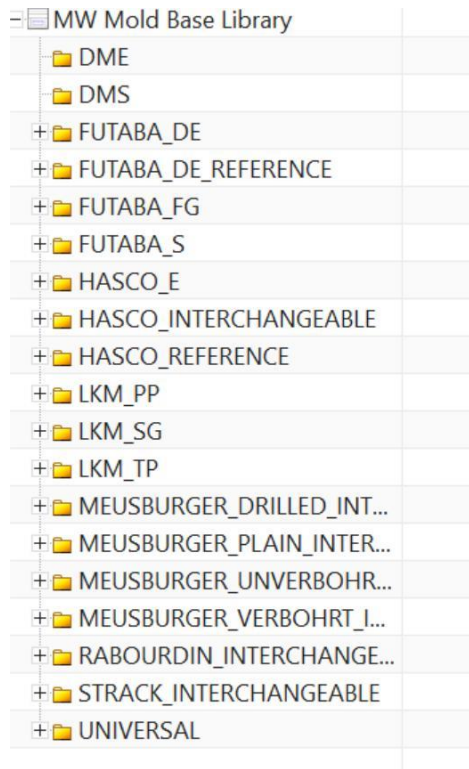 MW Mold Base Library
DME
DMS
FUTABA_DE
FUTABA_DE_REFERENCE
FUTABA_FG
FUTABA_S
HASCO_E
HASCO_INTERCHANGEABLE
HASCO_REFERENCE
LKM_PP
LKM_SG
LKM_TP
MEUSBURGER_DRILLED_INT...
MEUSBURGER_PLAIN_INTER...
MEUSBURGER_UNVERBOHR...
MEUSBURGER_VERBOHRT_I...
RABOURDIN_INTERCHANGE...
STRACK_INTERCHANGEABLE
UNIVERSAL